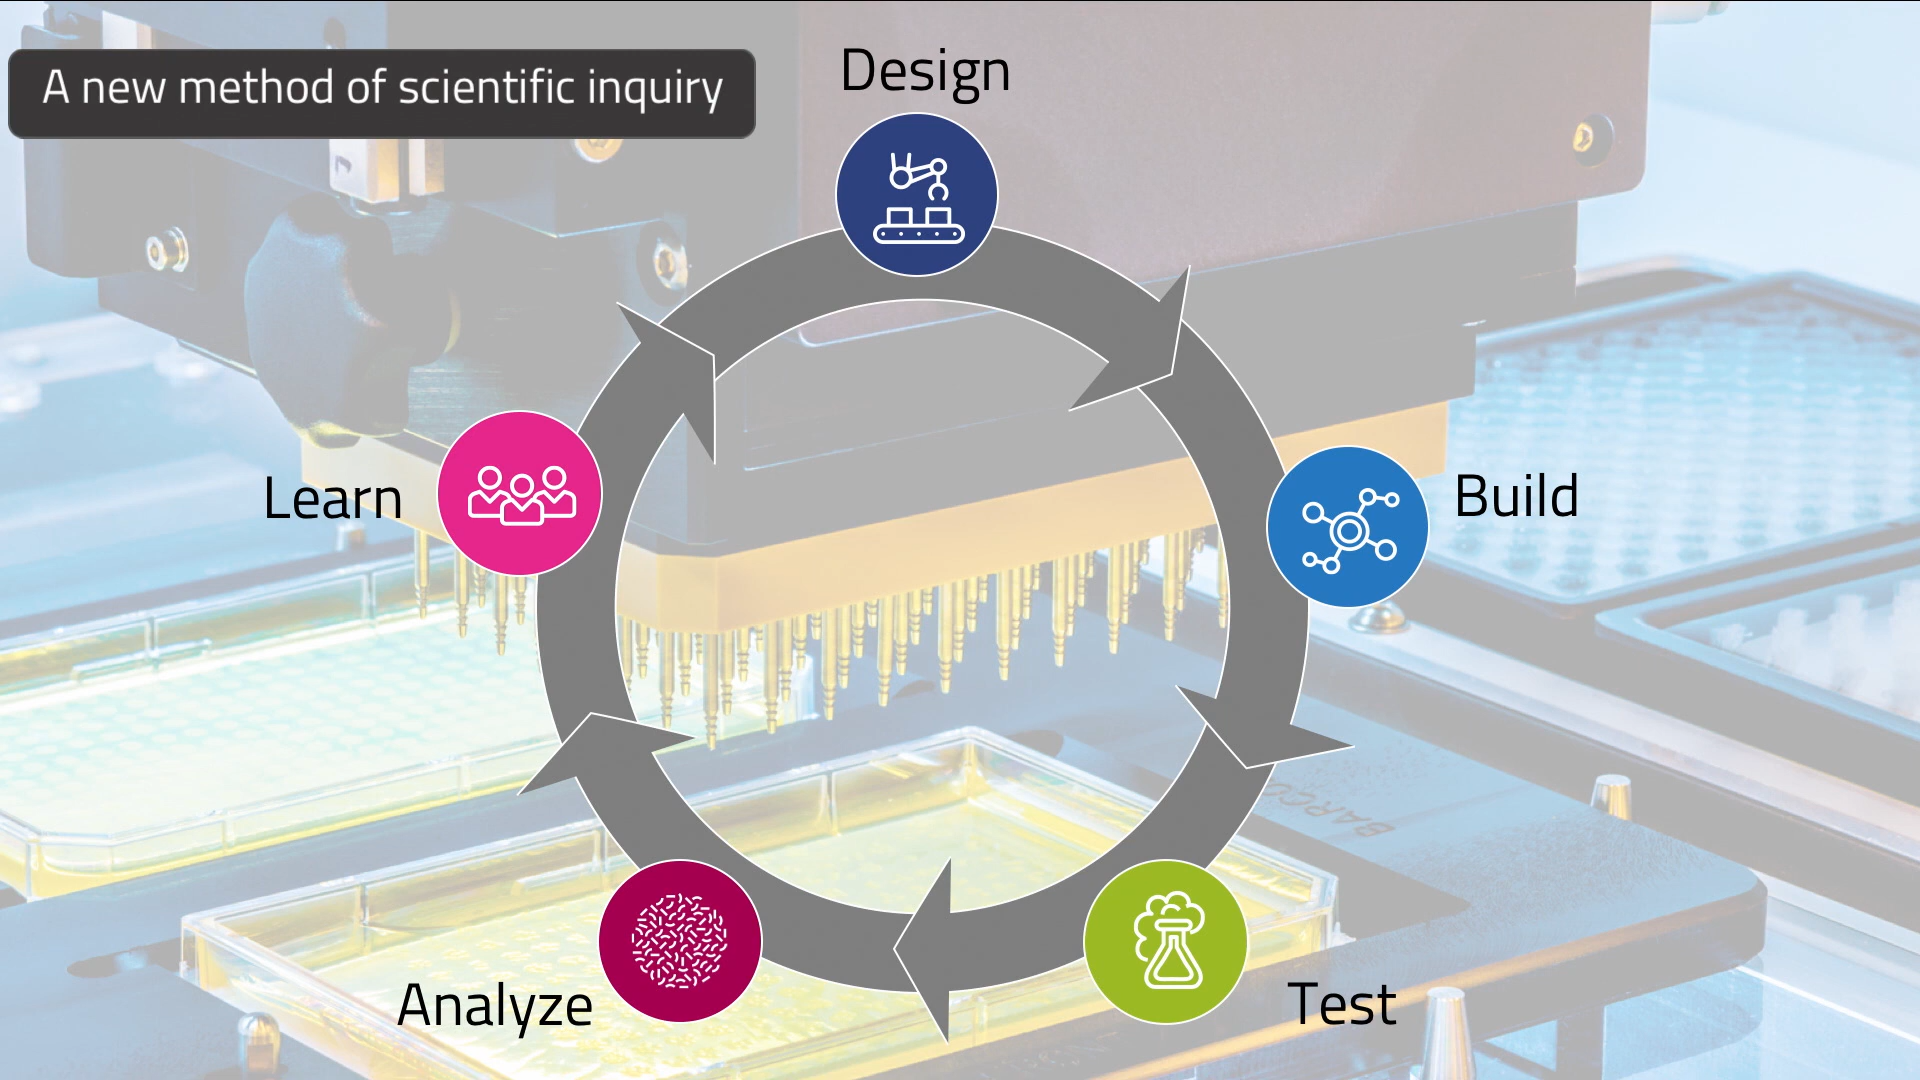 A new method of scientific inquiry
Design
Build
Learn
Analyze
Test